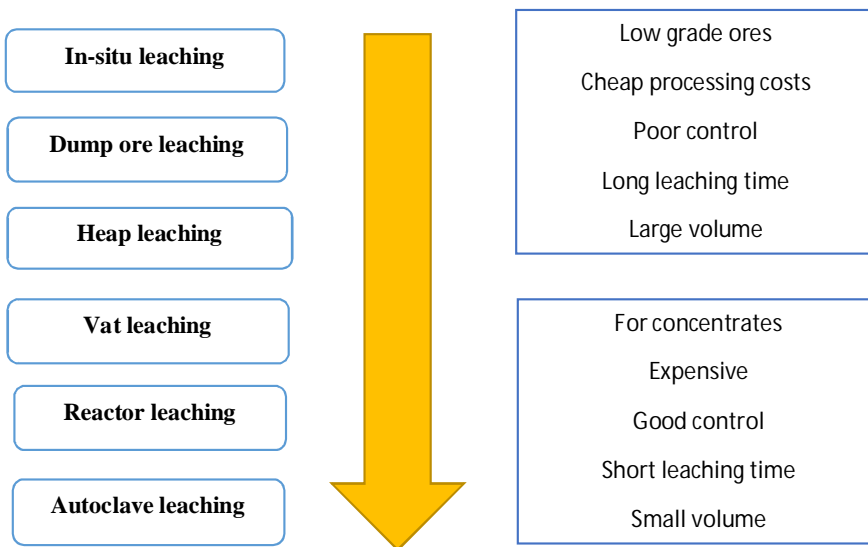 In-situ leaching
Dump ore leaching
Heap leaching
Vat leaching
Reactor leaching
Autoclave leaching
Low grade ores
Cheap processing costs
Poor control
Long leaching time
Large volume
For concentrates
Expensive
Good control
Short leaching time
Small volume